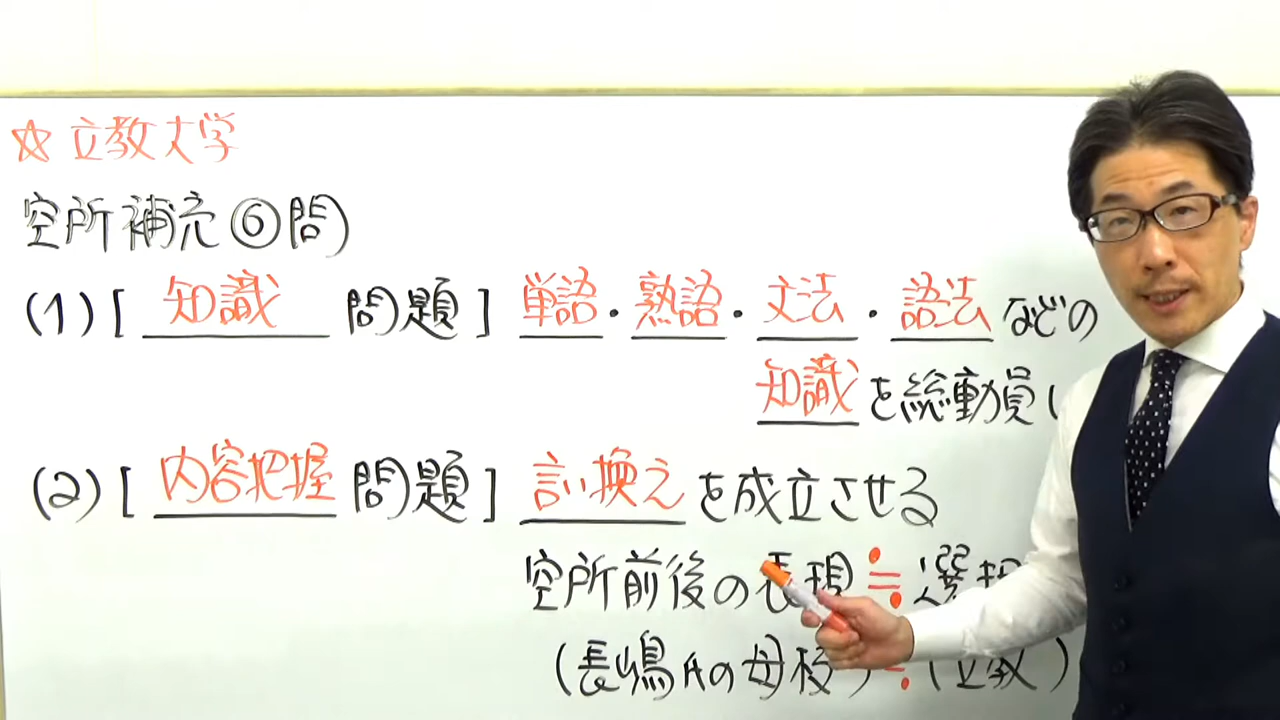 ☆ 立教大学
空所補充⑥問
(1) [ 知識 問題 ] 単語・熟語・文法・語法 などの
知識 を総動員し
(2) [ 内容把握 問題 ] 言い換え を成立させる
空所前後の表現≒選択
(長嶋Aの母校)≒(立教)